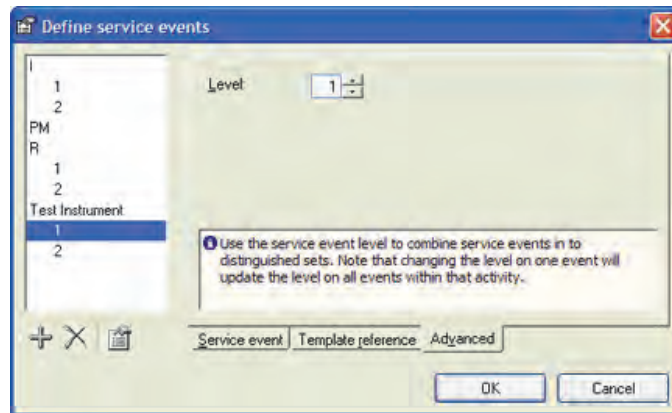 Define service events
I
1
2
PM
R
1
2
Test Instrument
1
2
Level 1
Use the service event level to combine service events in to
distinguished sets. Note that changing the level on one event will
update the level on all events within that activity.
Service event Template reference Advanced
OK Cancel